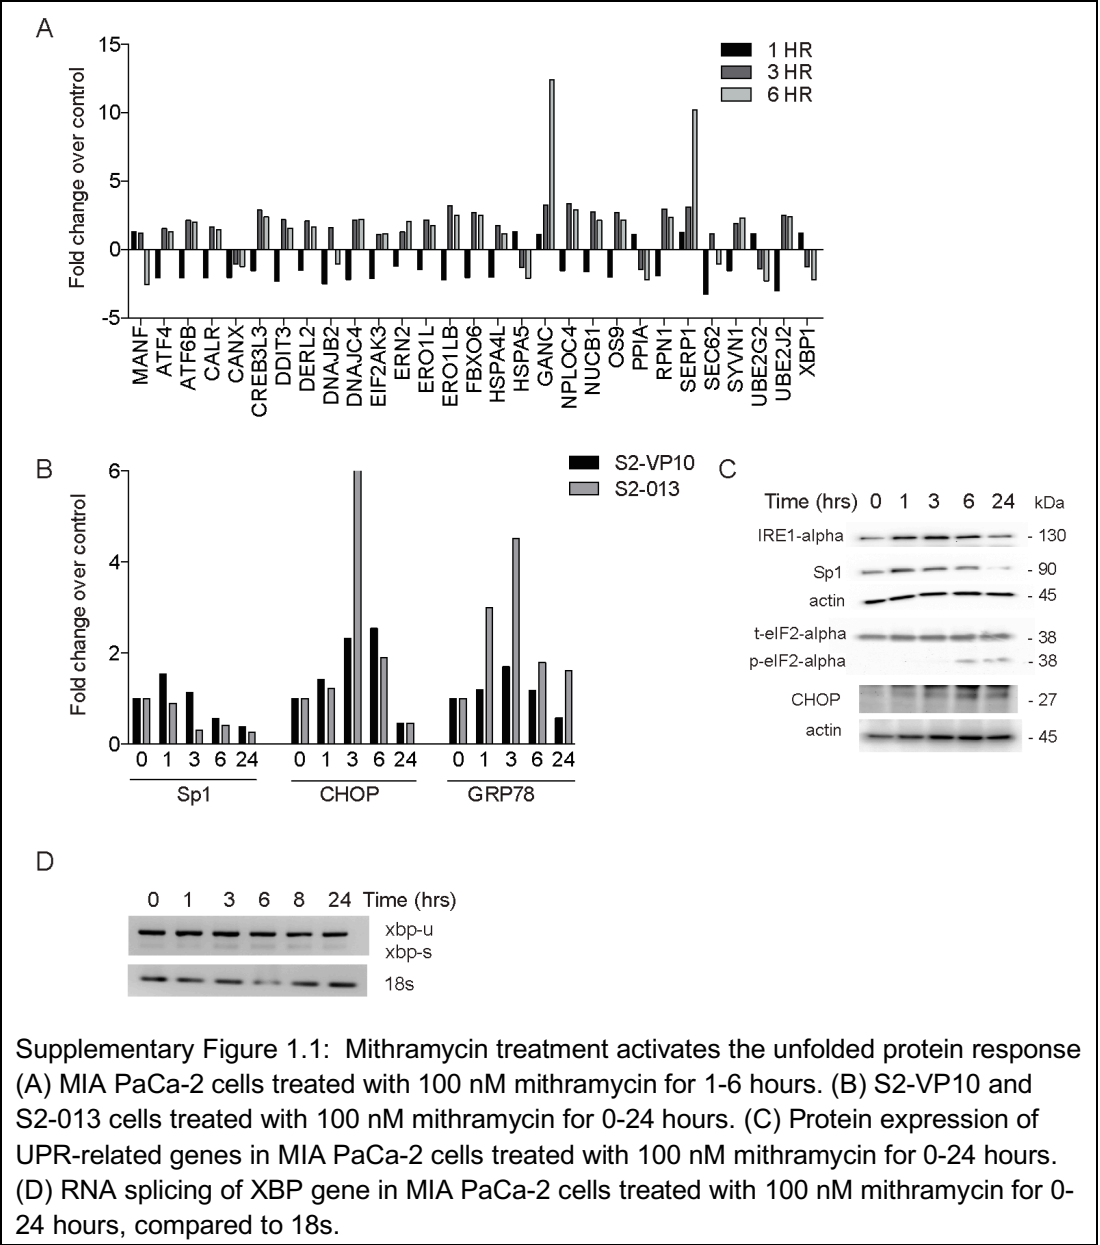 A
15
10
5
0
-5
Fold change over control
1 HR
3 HR
6 HR
MANF
ATF4
ATF6B
CALR
CANX
CREB3L3
DDIT3
DERL2
DNAJB2
DNAJC4
EIF2AK3
ERN2
ERO1L
ERO1LB
FBXO6
HSPA4L
HSPA5
GANC
NPLOC4
NUCB1
OS9
PPIA
RPN1
SERP1
SEC62
SYVN1
UBE2G2
UBE2J2
XBP1
B
6
4
2
0
Fold change over control
S2-VP10
S2-013
0 1 3 6 24 0 1 3 6 24 0 1 3 6 24
Sp1 CHOP GRP78
C
Time (hrs) 0 1 3 6 24 kDa
IRE1-alpha - 130
Sp1 - 90
actin - 45
t-eIF2-alpha - 38
p-eIF2-alpha - 38
CHOP - 27
actin - 45
D
0 1 3 6 8 24 Time (hrs)
xbp-u
xbp-s
18s
Supplementary Figure 1.1: Mithramycin treatment activates the unfolded protein response
(A) MIA PaCa-2 cells treated with 100 nM mithramycin for 1-6 hours. (B) S2-VP10 and
S2-013 cells treated with 100 nM mithramycin for 0-24 hours. (C) Protein expression of
UPR-related genes in MIA PaCa-2 cells treated with 100 nM mithramycin for 0-24 hours.
(D) RNA splicing of XBP gene in MIA PaCa-2 cells treated with 100 nM mithramycin for 0-
24 hours, compared to 18s.